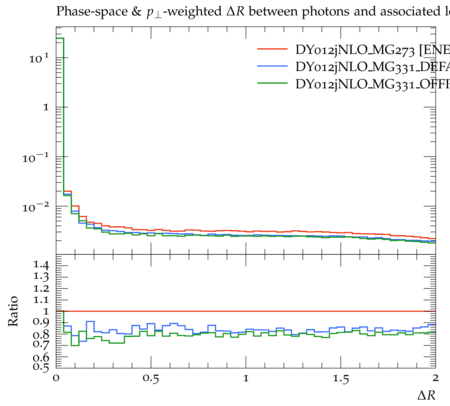 Phase-space & p⊥-weighted ΔR between photons and associated le
DY012jNLO_MG273 [ENE
DY012jNLO_MG331_DEFA
DY012jNLO_MG331_OFFI
10^1
1
10^−1
10^−2
1.4
1.3
1.2
1.1
1
0.9
0.8
0.7
0.6
0.5
Ratio
0 0.5 1 1.5 2
ΔR